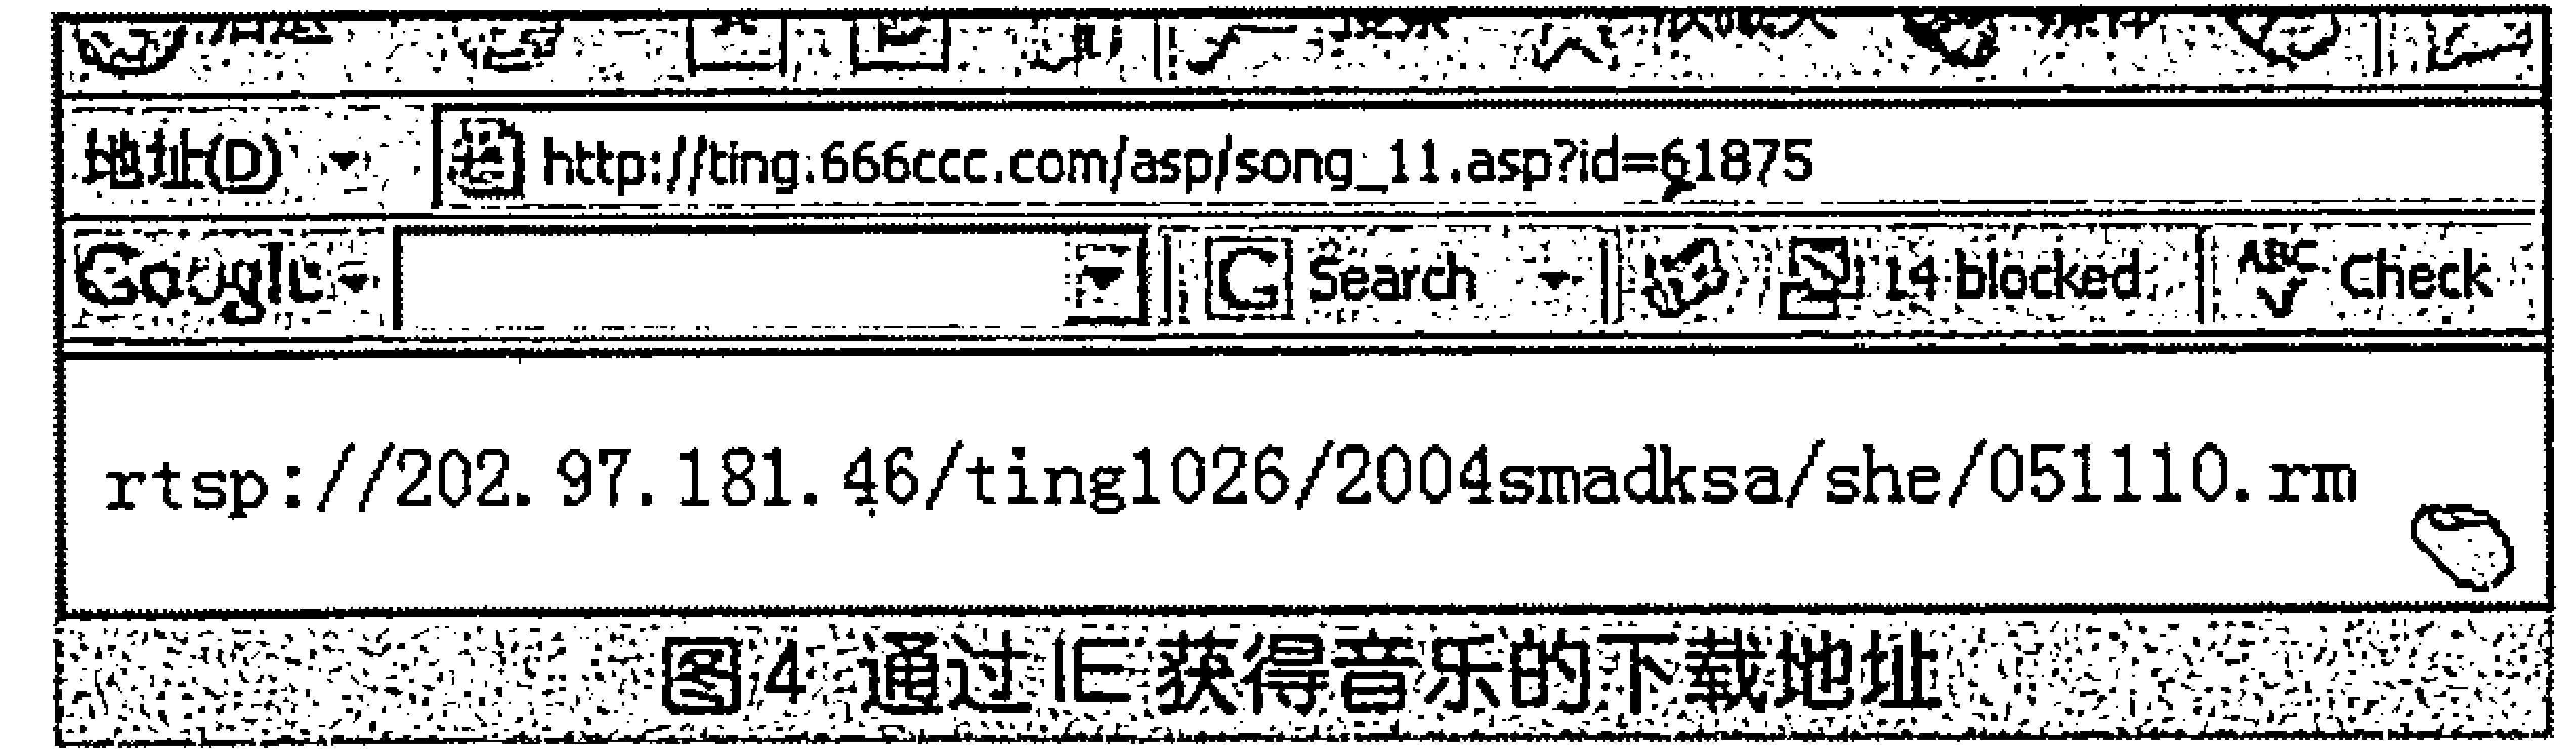 地址(D) http://ting.666ccc.com/asp/song_11.asp?id=61875
Google Search 14 blocked ABC Check
rtsp://202.97.181.46/ting1026/2004smadksa/she/051110.rm
图4 通过IE获得音乐的下载地址